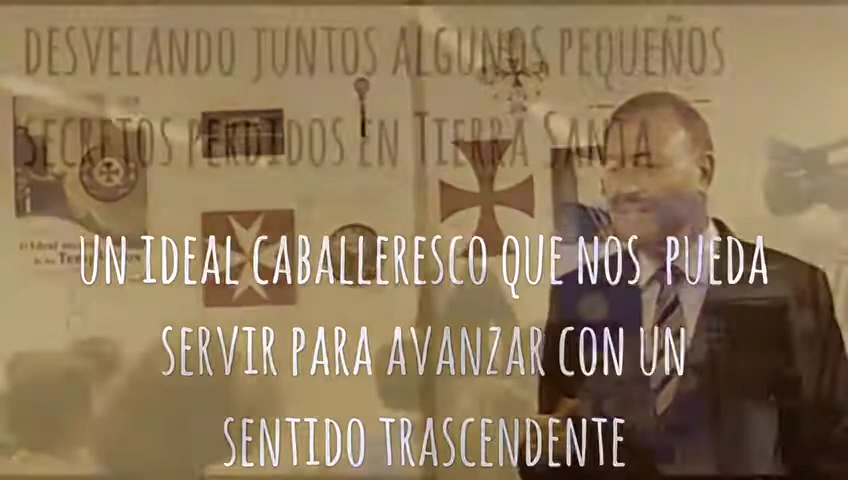 DESVELANDO JUNTOS ALGUNOS PEQUEÑOS
SECRETOS PERDIDOS EN TIERRA SANTA
UN IDEAL CABALLERESCO QUE NOS PUEDA
SERVIR PARA AVANZAR CON UN
SENTIDO TRASCENDENTE